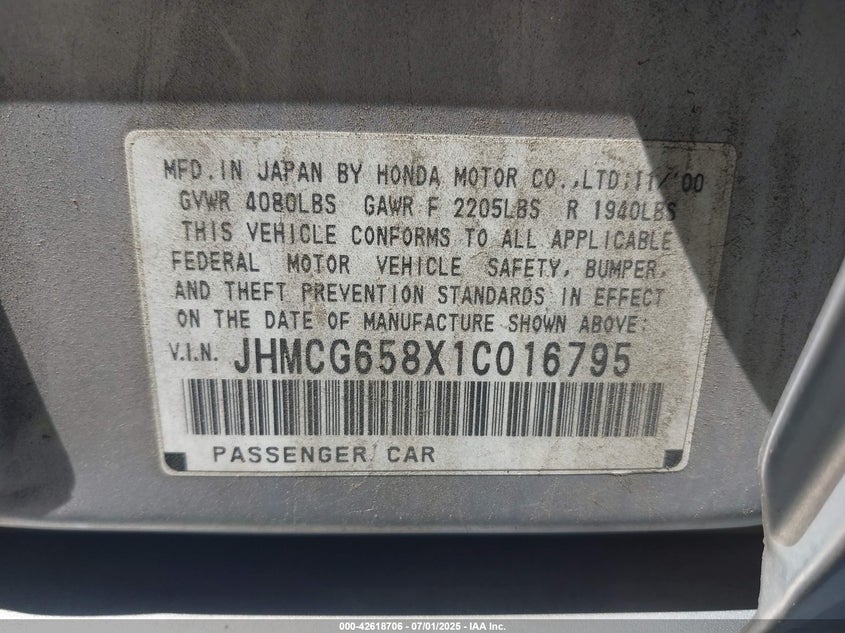 MFD. IN JAPAN BY HONDA MOTOR CO., LTD. 11/'00
GVWR 4080LBS GAWR F 2205LBS R 1940LBS
THIS VEHICLE CONFORMS TO ALL APPLICABLE
FEDERAL MOTOR VEHICLE SAFETY, BUMPER,
AND THEFT PREVENTION STANDARDS IN EFFECT
ON THE DATE OF MANUFACTURE SHOWN ABOVE:
V.I.N. JHMCG658X1C016795
PASSENGER CAR
000-42618706 - 07/01/2025 - IAA Inc.